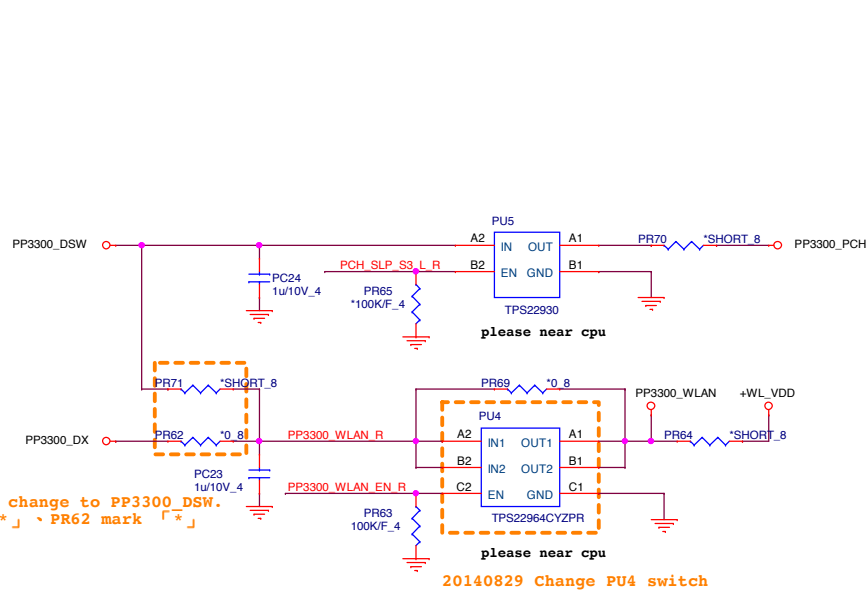 PU5
PP3300_DSW
A2
IN
OUT
A1
PR70
*SHORT_8
PP3300_PCH
PCH_SLP_S3_L_R
B2
EN
GND
B1
PC24
1u/10V_4
PR65
*100K/F_4
TPS22930
please near cpu
PR71
*SHORT_8
PR69
*0_8
PP3300_WLAN
+WL_VDD
PU4
PP3300_DX
PR62
*0_8
PP3300_WLAN_R
A2
IN1
OUT1
A1
PR64
*SHORT_8
B2
IN2
OUT2
B1
PC23
1u/10V_4
PP3300_WLAN_EN_R
C2
EN
GND
C1
change to PP3300_DSW.
*」、PR62 mark 「*」
PR63
100K/F_4
TPS22964CYZPR
please near cpu
20140829 Change PU4 switch